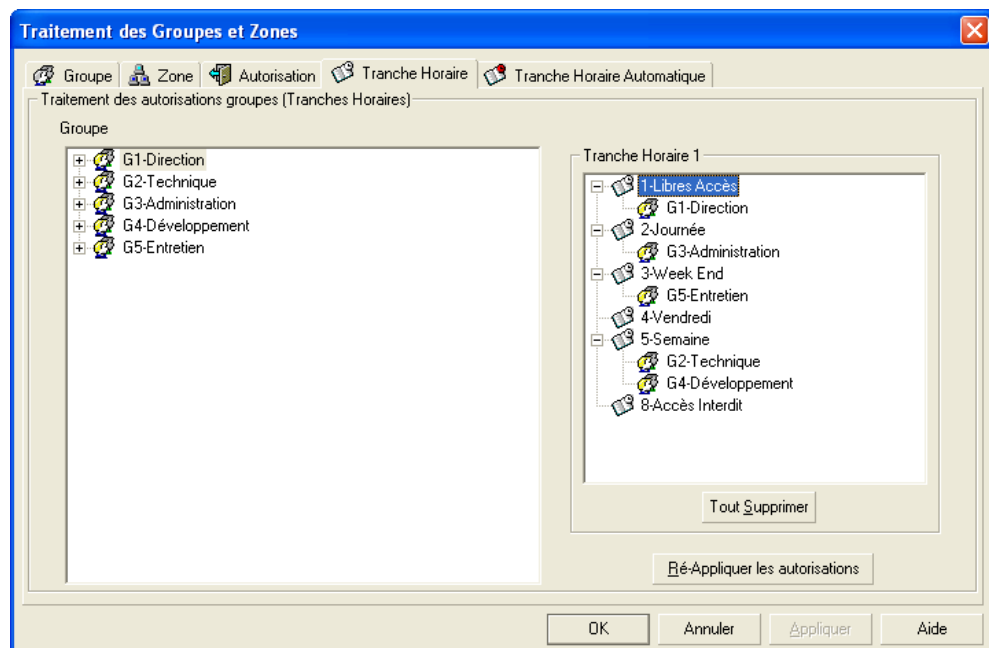 Traitement des Groupes et Zones
Groupe Zone Autorisation Tranche Horaire Tranche Horaire Automatique
Traitement des autorisations groupes (Tranches Horaires)
Groupe
G1-Direction
G2-Technique
G3-Administration
G4-Développement
G5-Entretien
Tranche Horaire 1
1-Libres Accès
G1-Direction
2-Journée
G3-Administration
3-Week End
G5-Entretien
4-Vendredi
5-Semaine
G2-Technique
G4-Développement
8-Accès Interdit
Tout Supprimer
Ré-Appliquer les autorisations
OK Annuler Appliquer Aide